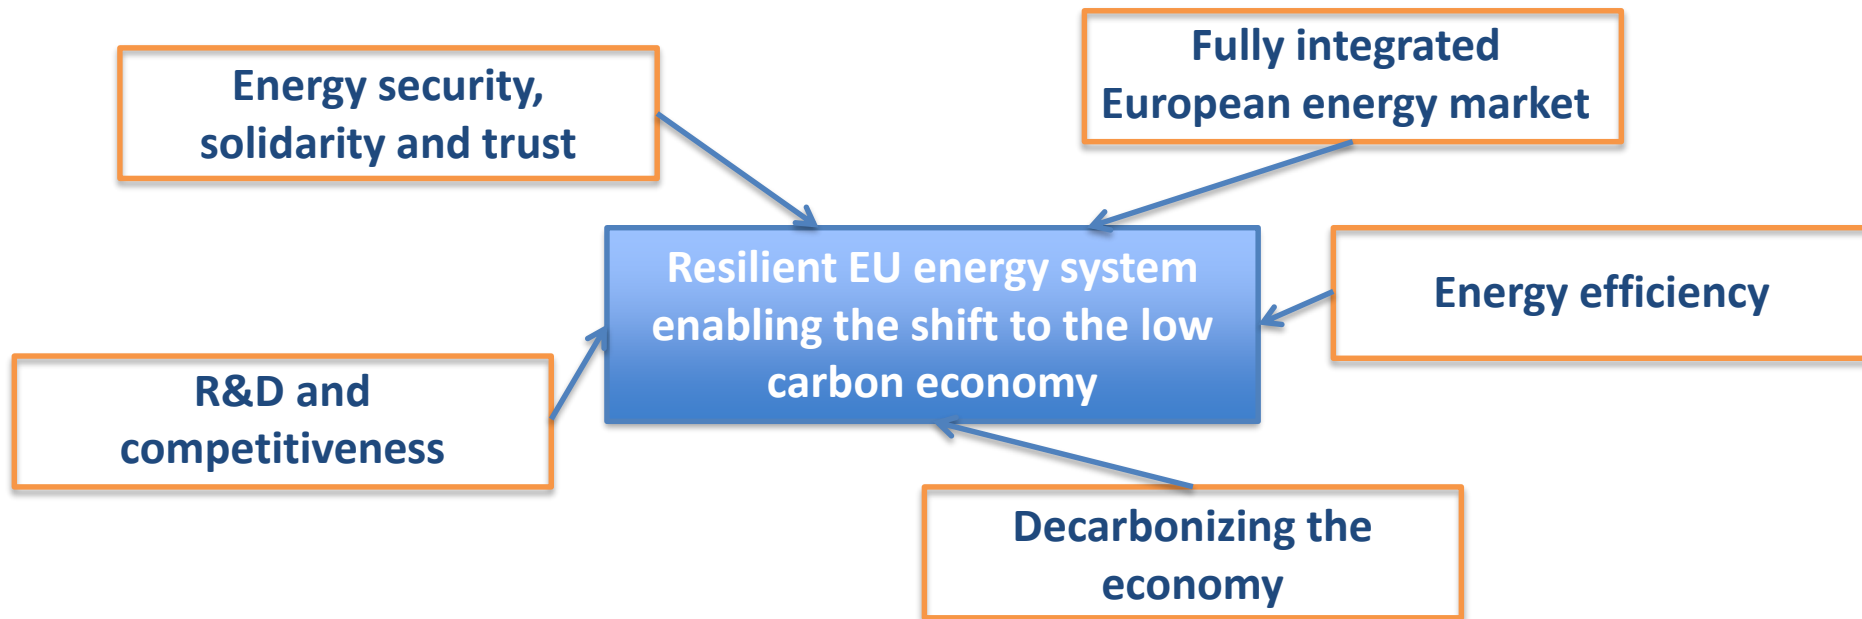 Energy security,
solidarity and trust
Fully integrated
European energy market
Resilient EU energy system
enabling the shift to the low
carbon economy
Energy efficiency
R&D and
competitiveness
Decarbonizing the
economy